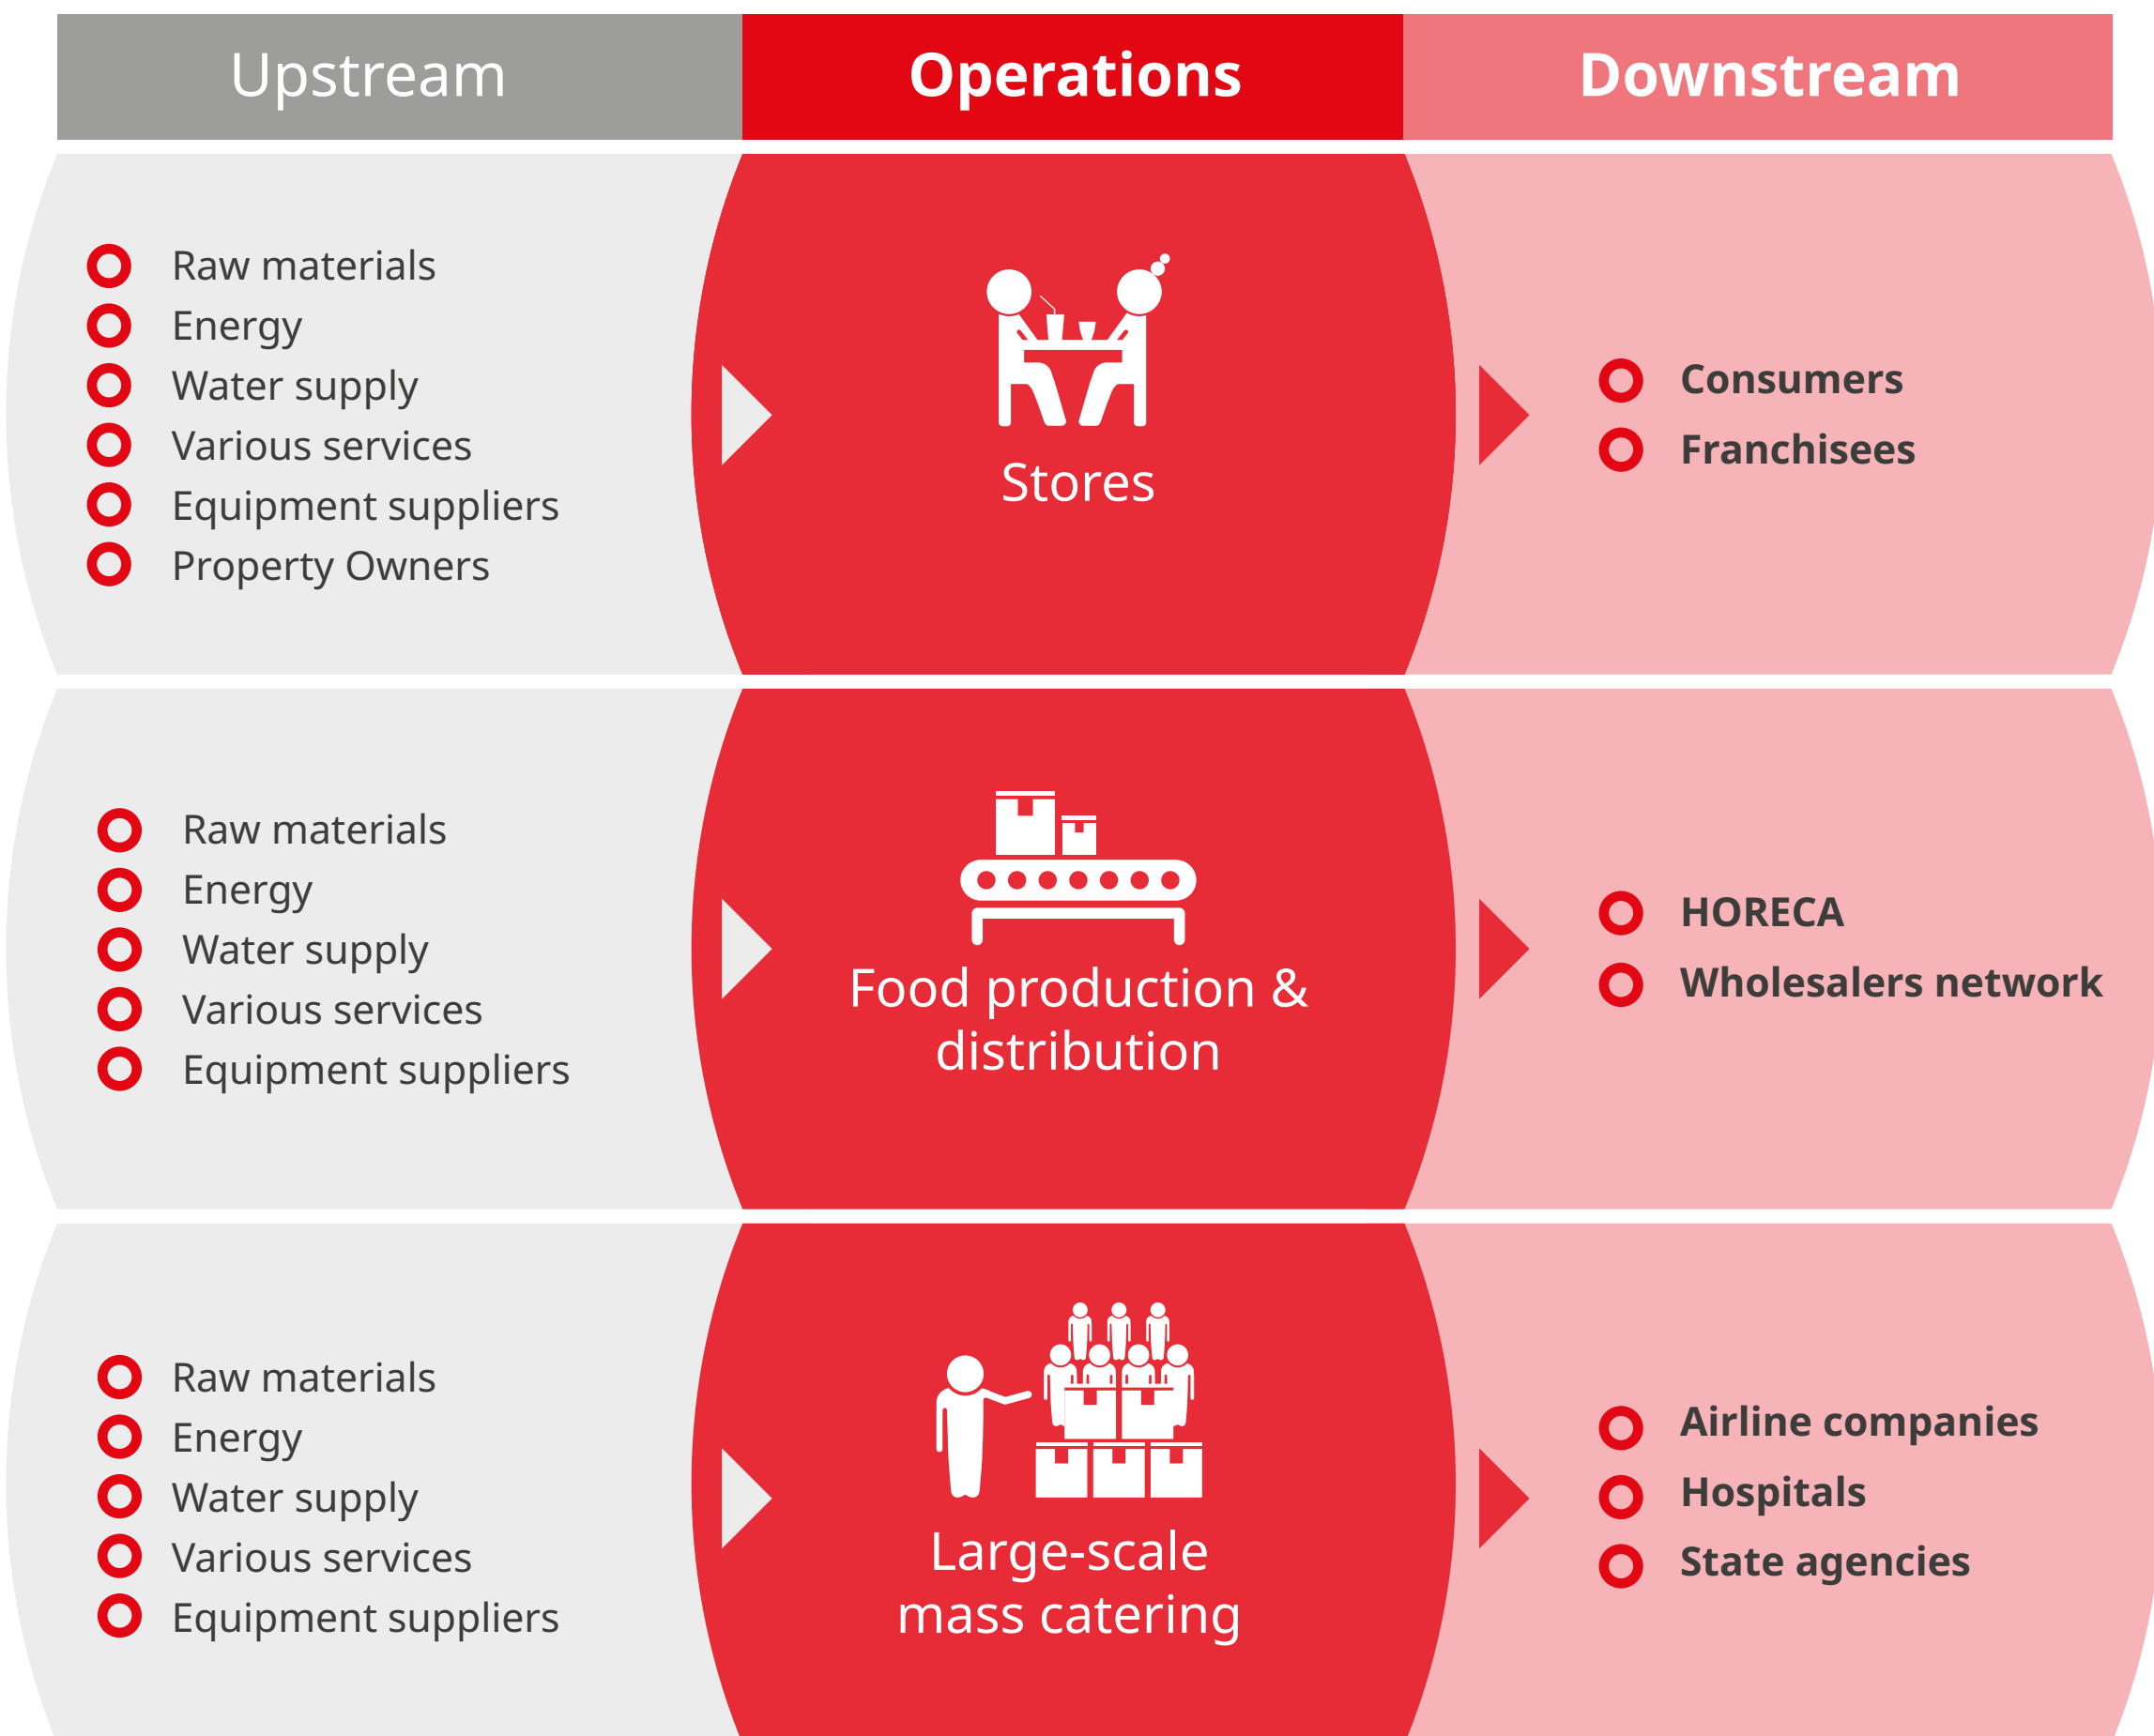 Upstream
Operations
Downstream
Raw materials
Energy
Water supply
Various services
Equipment suppliers
Property Owners
Stores
Consumers
Franchisees
Raw materials
Energy
Water supply
Various services
Equipment suppliers
Food production &
distribution
HORECA
Wholesalers network
Raw materials
Energy
Water supply
Various services
Equipment suppliers
Large-scale
mass catering
Airline companies
Hospitals
State agencies